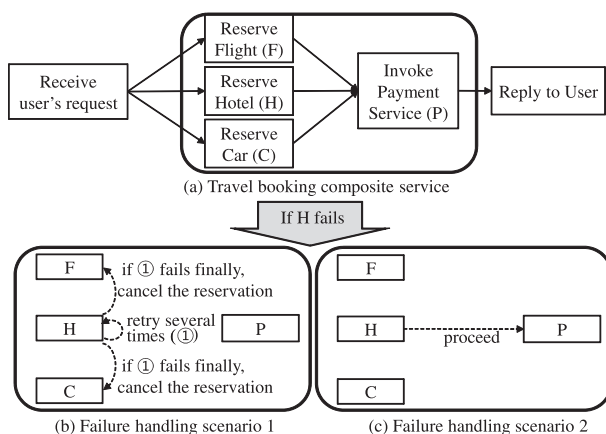 Receive
user's request
Reserve
Flight (F)
Reserve
Hotel (H)
Reserve
Car (C)
Invoke
Payment
Service (P)
Reply to User
(a) Travel booking composite service
If H fails
F
if ① fails finally,
cancel the reservation
H
retry several
times (①)
P
if ① fails finally,
cancel the reservation
C
(b) Failure handling scenario 1
F
H
proceed
P
C
(c) Failure handling scenario 2